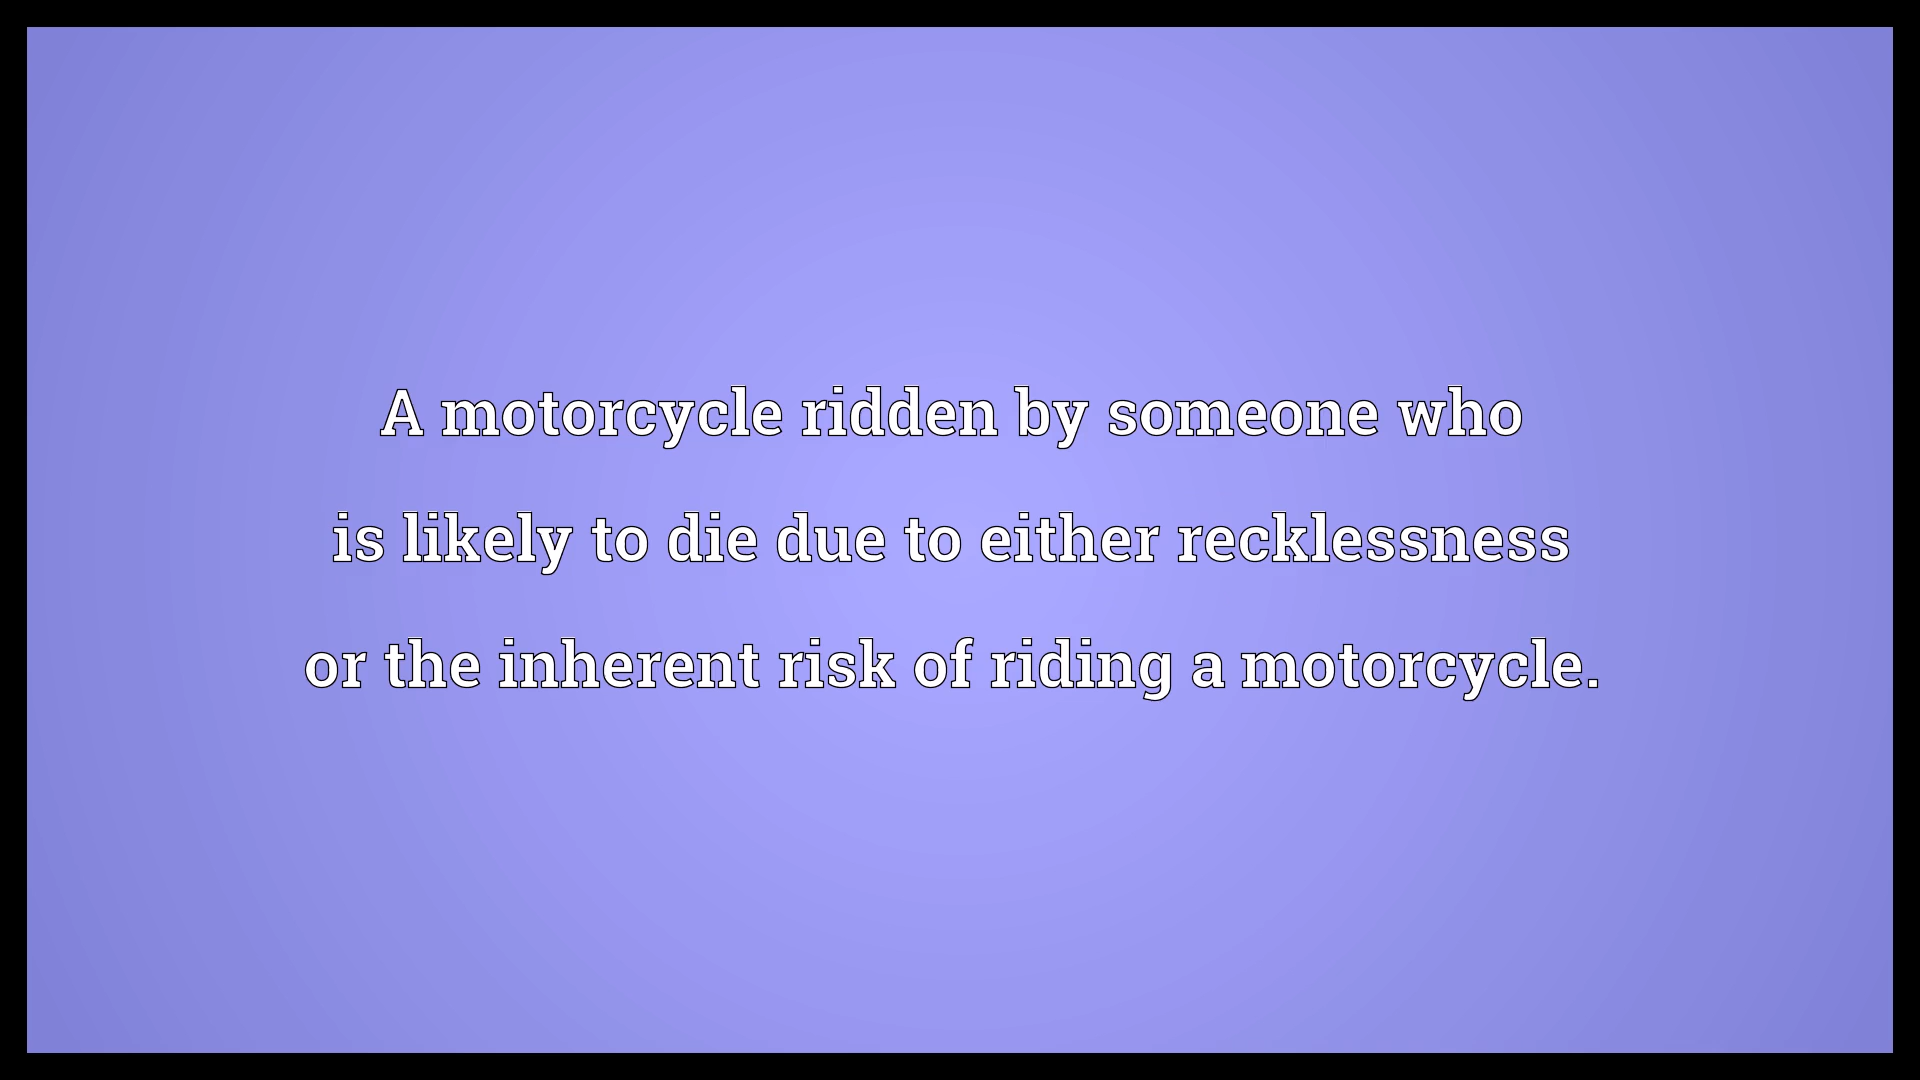 A motorcycle ridden by someone who
is likely to die due to either recklessness
or the inherent risk of riding a motorcycle.